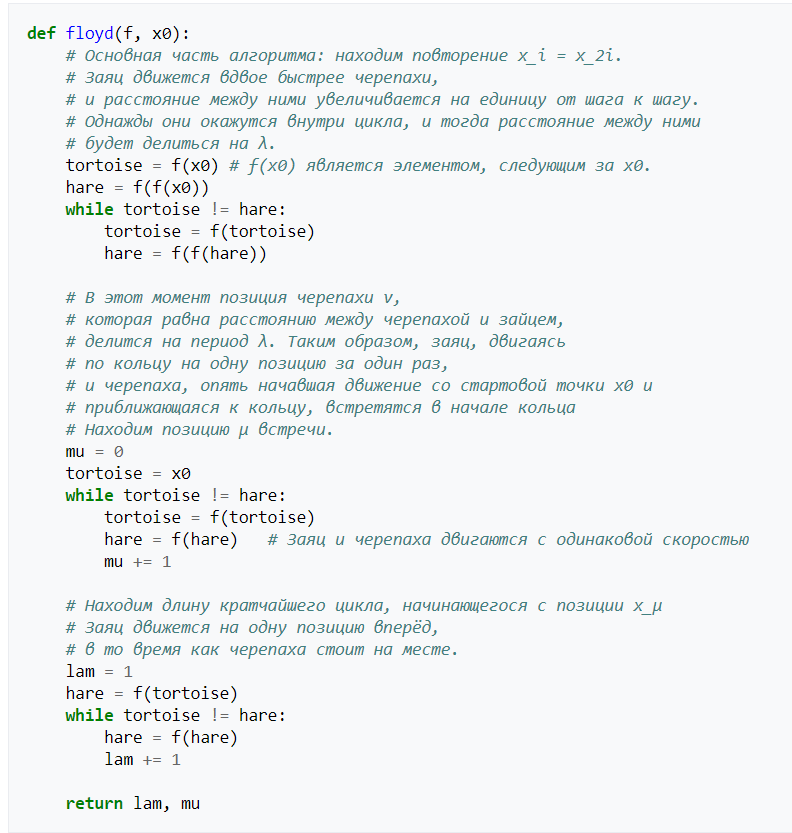 def floyd(f, x0):
    # Основная часть алгоритма: находим повторение x_i = x_2i.
    # Заяц движется вдвое быстрее черепахи,
    # и расстояние между ними увеличивается на единицу от шага к шагу.
    # Однажды они окажутся внутри цикла, и тогда расстояние между ними
    # будет делиться на λ.
    tortoise = f(x0) # f(x0) является элементом, следующим за x0.
    hare = f(f(x0))
    while tortoise != hare:
        tortoise = f(tortoise)
        hare = f(f(hare))
    # В этот момент позиция черепахи ν,
    # которая равна расстоянию между черепахой и зайцем,
    # делится на период λ. Таким образом, заяц, двигаясь
    # по кольцу на одну позицию за один раз,
    # и черепаха, опять начавшая движение со стартовой точки x0 и
    # приближающаяся к кольцу, встретятся в начале кольца
    # Находим позицию μ встречи.
    mu = 0
    tortoise = x0
    while tortoise != hare:
        tortoise = f(tortoise)
        hare = f(hare)   # Заяц и черепаха двигаются с одинаковой скоростью
        mu += 1
    # Находим длину кратчайшего цикла, начинающегося с позиции x_μ
    # Заяц движется на одну позицию вперёд,
    # в то время как черепаха стоит на месте.
    lam = 1
    hare = f(tortoise)
    while tortoise != hare:
        hare = f(hare)
        lam += 1
    return lam, mu